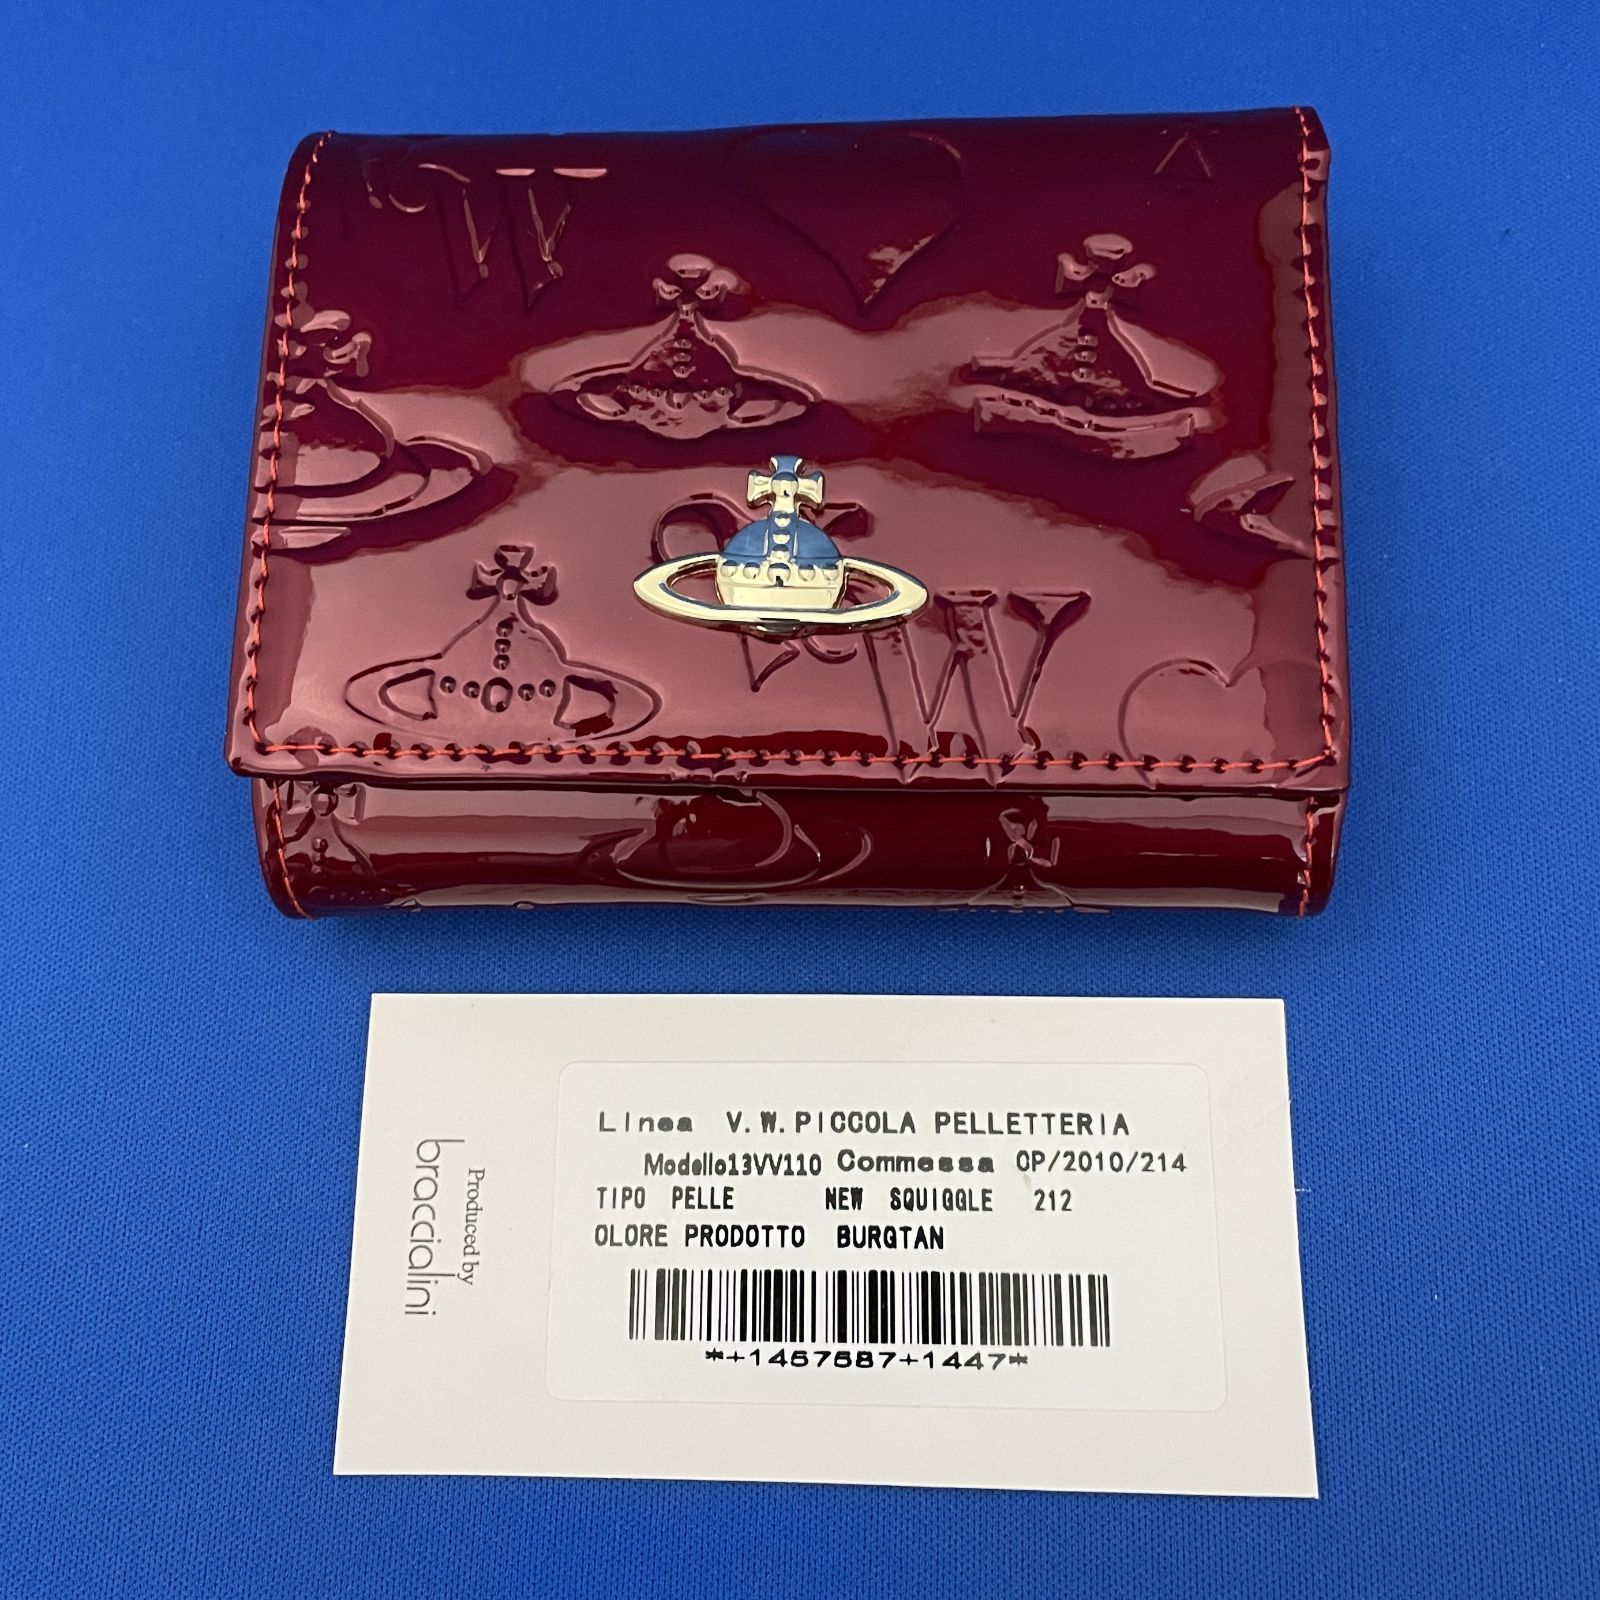 W
W
Linea V.W.PICCOLA PELLETTERIA
Modello13VV110 Commessa CP/2010/214
TIPO PELLE NEW SQUIGGLE 212
OLORE PRODOTTO BURGTAN
*+1457587+1447*
Produced by
braccialini